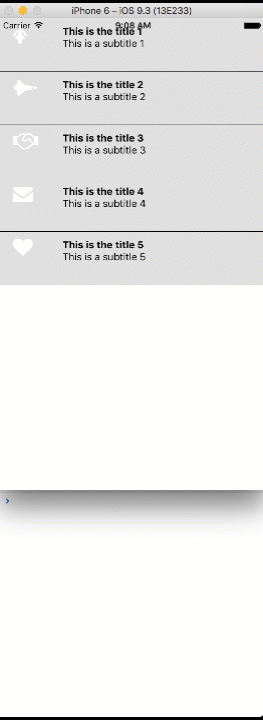 iPhone 6 – iOS 9.3 (13E233)
Carrier 9:08 AM
This is the title 1
This is a subtitle 1
This is the title 2
This is a subtitle 2
This is the title 3
This is a subtitle 3
This is the title 4
This is a subtitle 4
This is the title 5
This is a subtitle 5